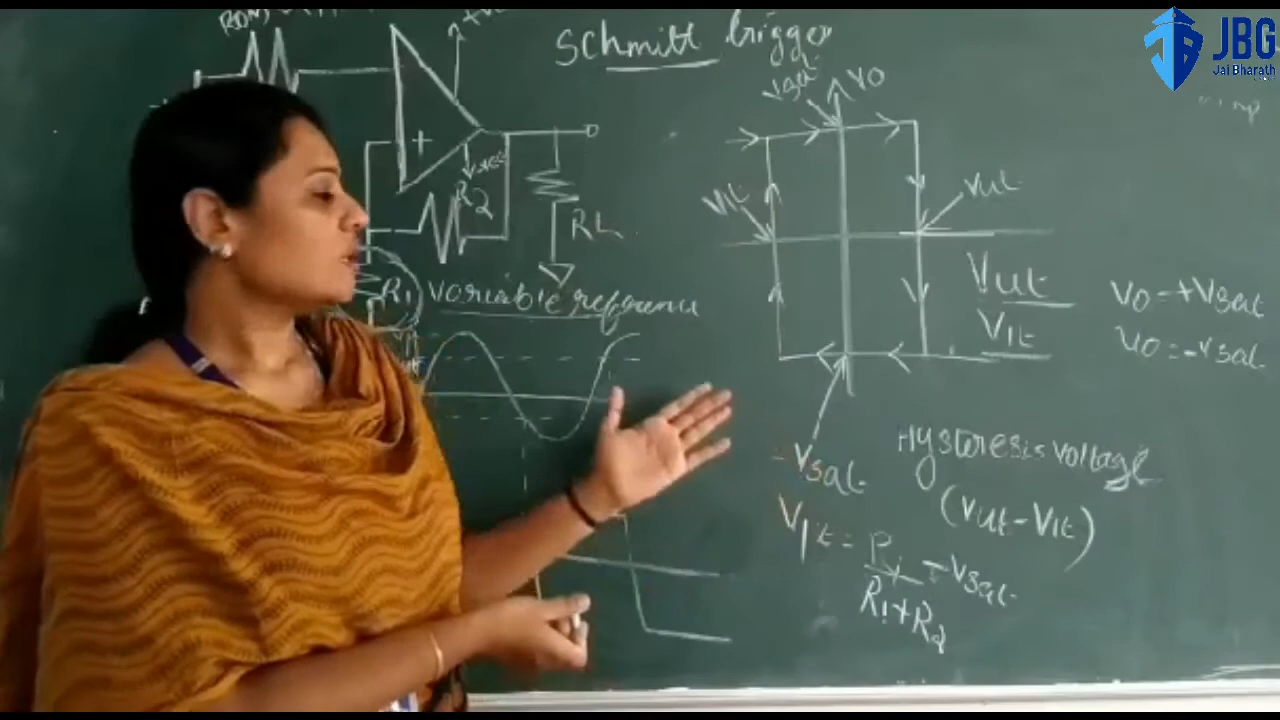 Schmitt trigger
JBG
Jai Bharath
Vsat
Vo
+
R2
RL
Vlt
Vut
R1
variable reference
Vut
Vlt
Vo = +Vsat
Vo = -Vsat
-Vsat
Hysteresis voltage
(Vut - Vlt)
Vlt = R1
R1+R2
-Vsat